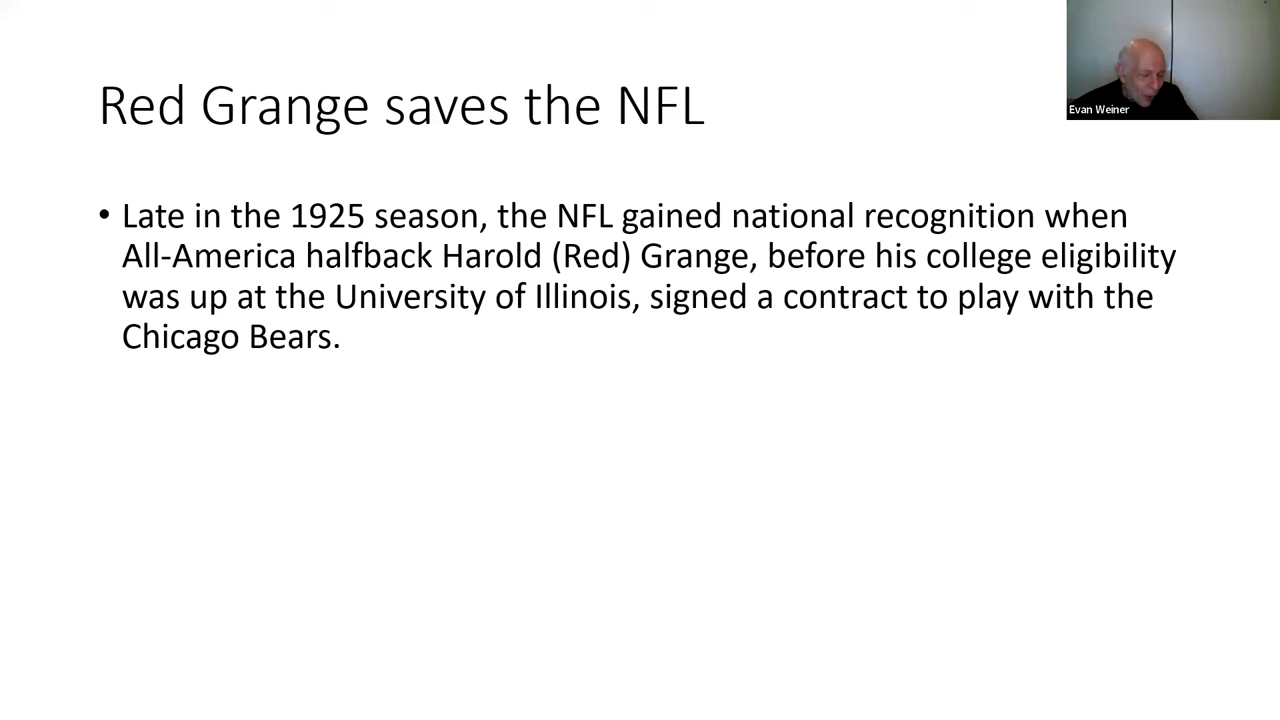 Red Grange saves the NFL
Evan Weiner
• Late in the 1925 season, the NFL gained national recognition when
All-America halfback Harold (Red) Grange, before his college eligibility
was up at the University of Illinois, signed a contract to play with the
Chicago Bears.